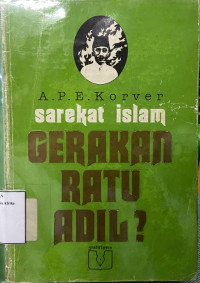 A.P.E.Korver
sarekat islam
GERAKAN
RATU
ADIL?